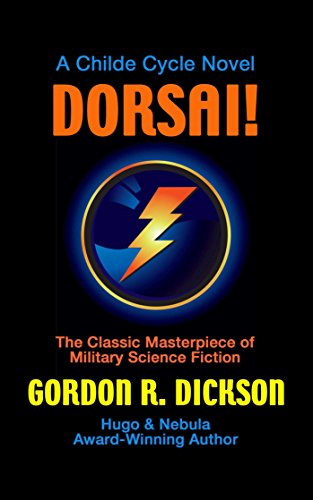 A Childe Cycle Novel
DORSAI!
The Classic Masterpiece of
Military Science Fiction
GORDON R. DICKSON
Hugo & Nebula
Award-Winning Author